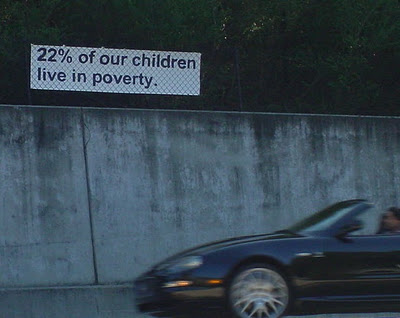 22% of our children
live in poverty.